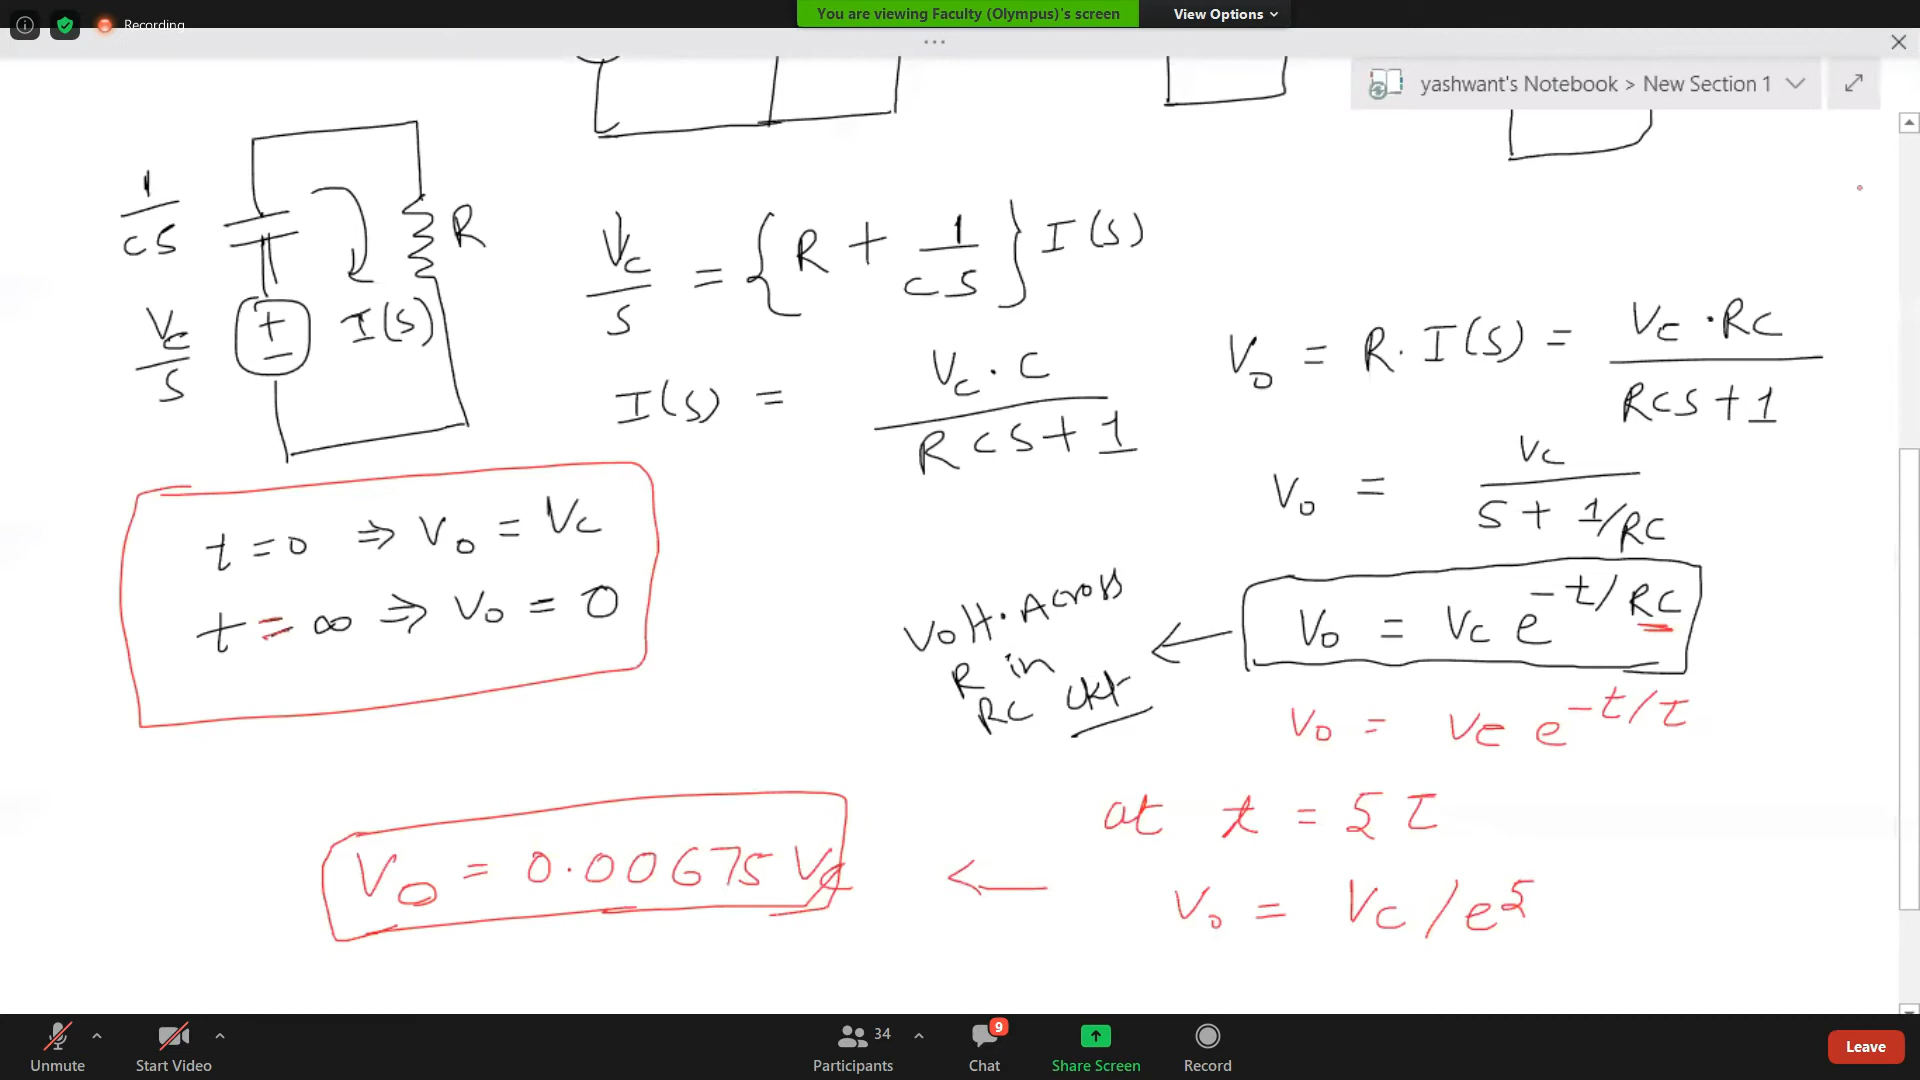 Recording
You are viewing Faculty (Olympus)'s screen
View Options
yashwant's Notebook > New Section 1
1/CS
R
Vc/S
I(S)
Vc/S = {R + 1/CS} I(S)
I(S) = Vc·C / RCS+1
Vo = R·I(S) = Vc·RC / RCS+1
Vo = Vc / S + 1/RC
t=0 ⇒ Vo = Vc
t=∞ ⇒ Vo = 0
Volt. Across
R in
RC ckt
Vo = Vc e^-t/RC
Vo = Vc e^-t/τ
at t = 5τ
Vo = Vc/e^5
Vo = 0.00675 Vc
Unmute
Start Video
34
Participants
9
Chat
Share Screen
Record
Leave